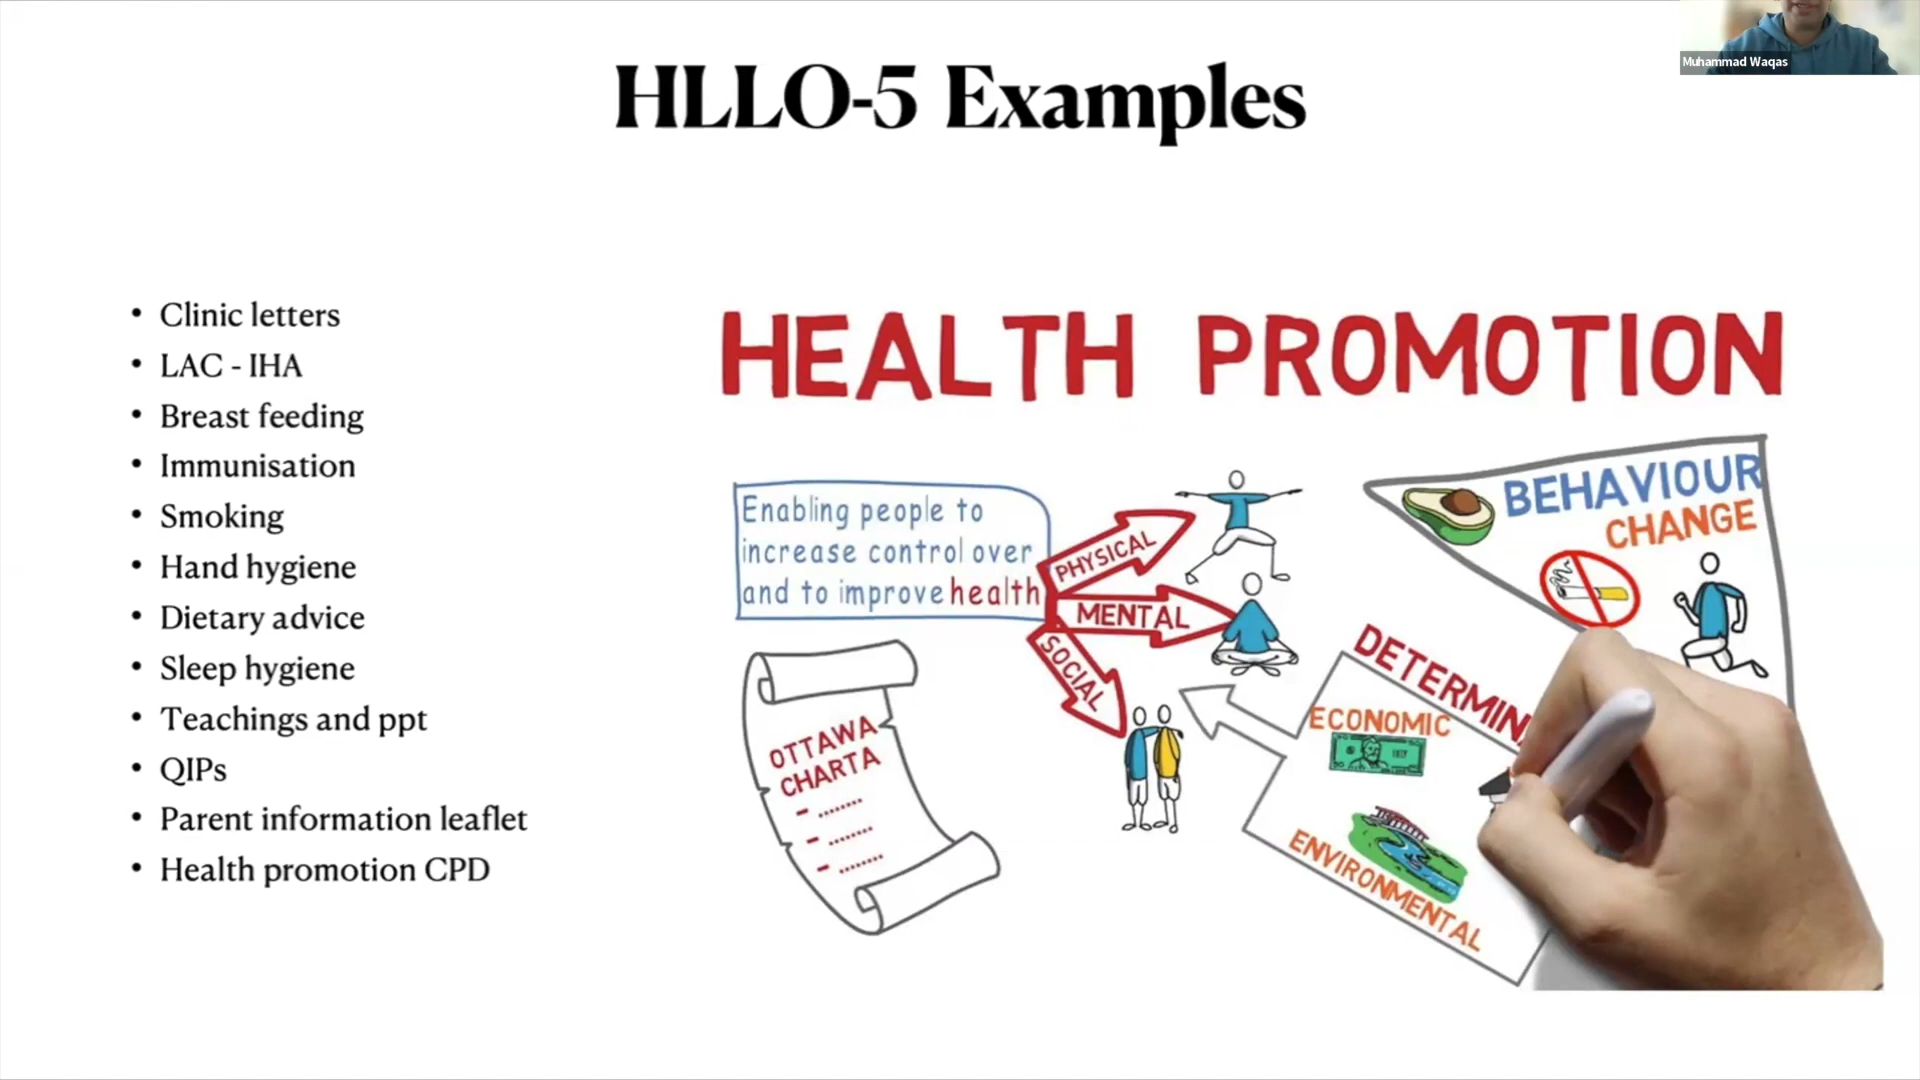 Muhammad Waqas
HLLO-5 Examples
• Clinic letters
• LAC - IHA
• Breast feeding
• Immunisation
• Smoking
• Hand hygiene
• Dietary advice
• Sleep hygiene
• Teachings and ppt
• QIPs
• Parent information leaflet
• Health promotion CPD
HEALTH PROMOTION
Enabling people to
increase control over
and to improve health
PHYSICAL
MENTAL
SOCIAL
BEHAVIOUR
CHANGE
OTTAWA
CHARTA
DETERMIN
ECONOMIC
ENVIRONMENTAL